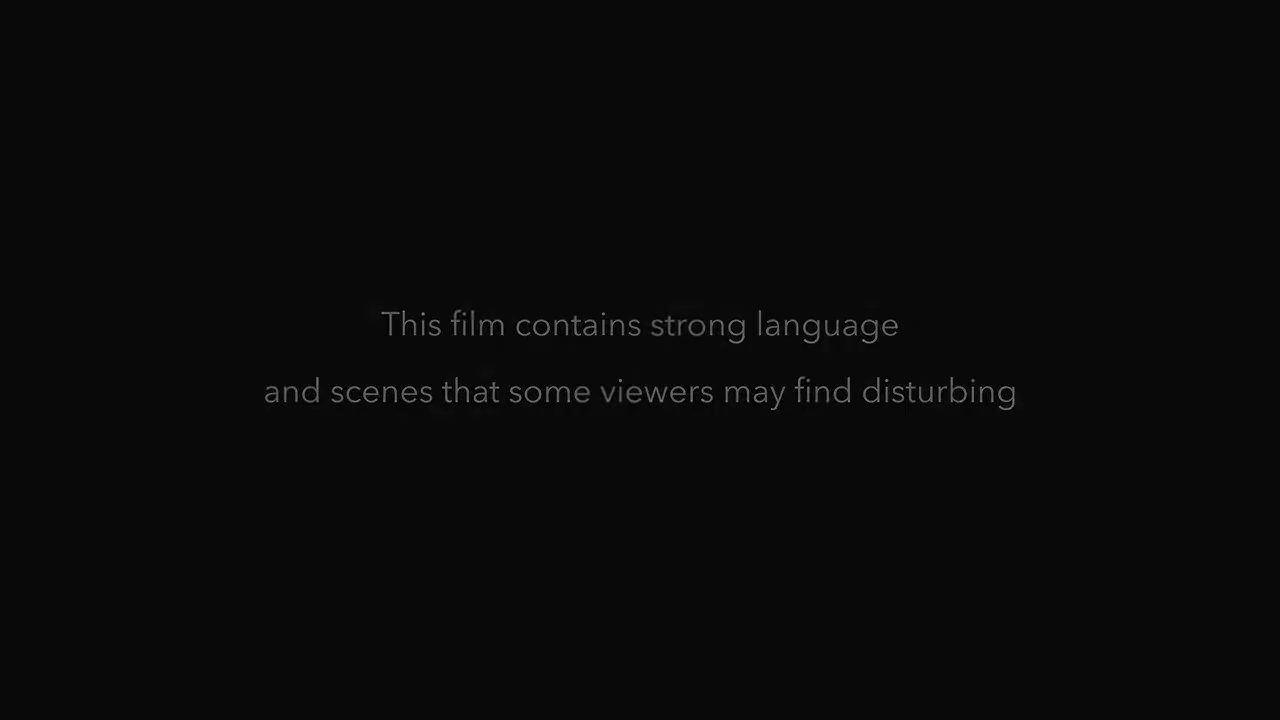 This film contains strong language
and scenes that some viewers may find disturbing